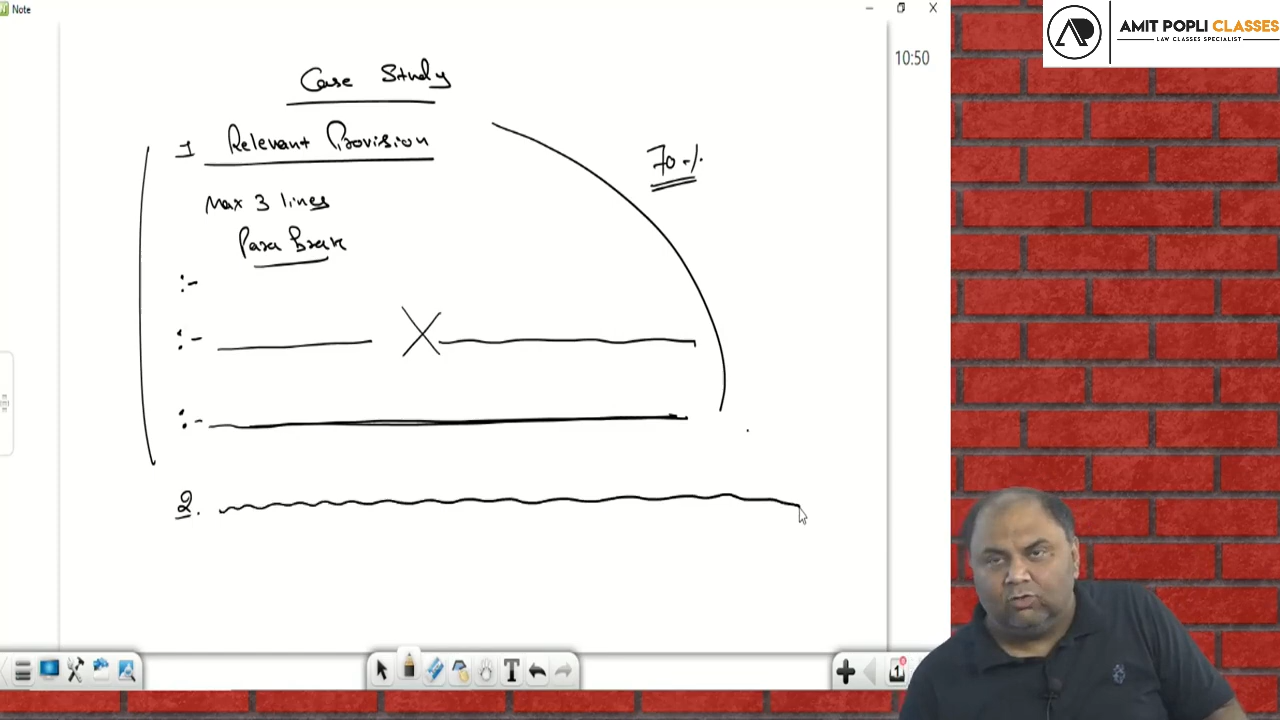 Note
AMIT POPLI CLASSES
LAW CLASSES SPECIALIST
10:50
Case Study
1 Relevant Provision
70%
Max 3 lines
Para Break
:-
:-
:-
2.
T
1